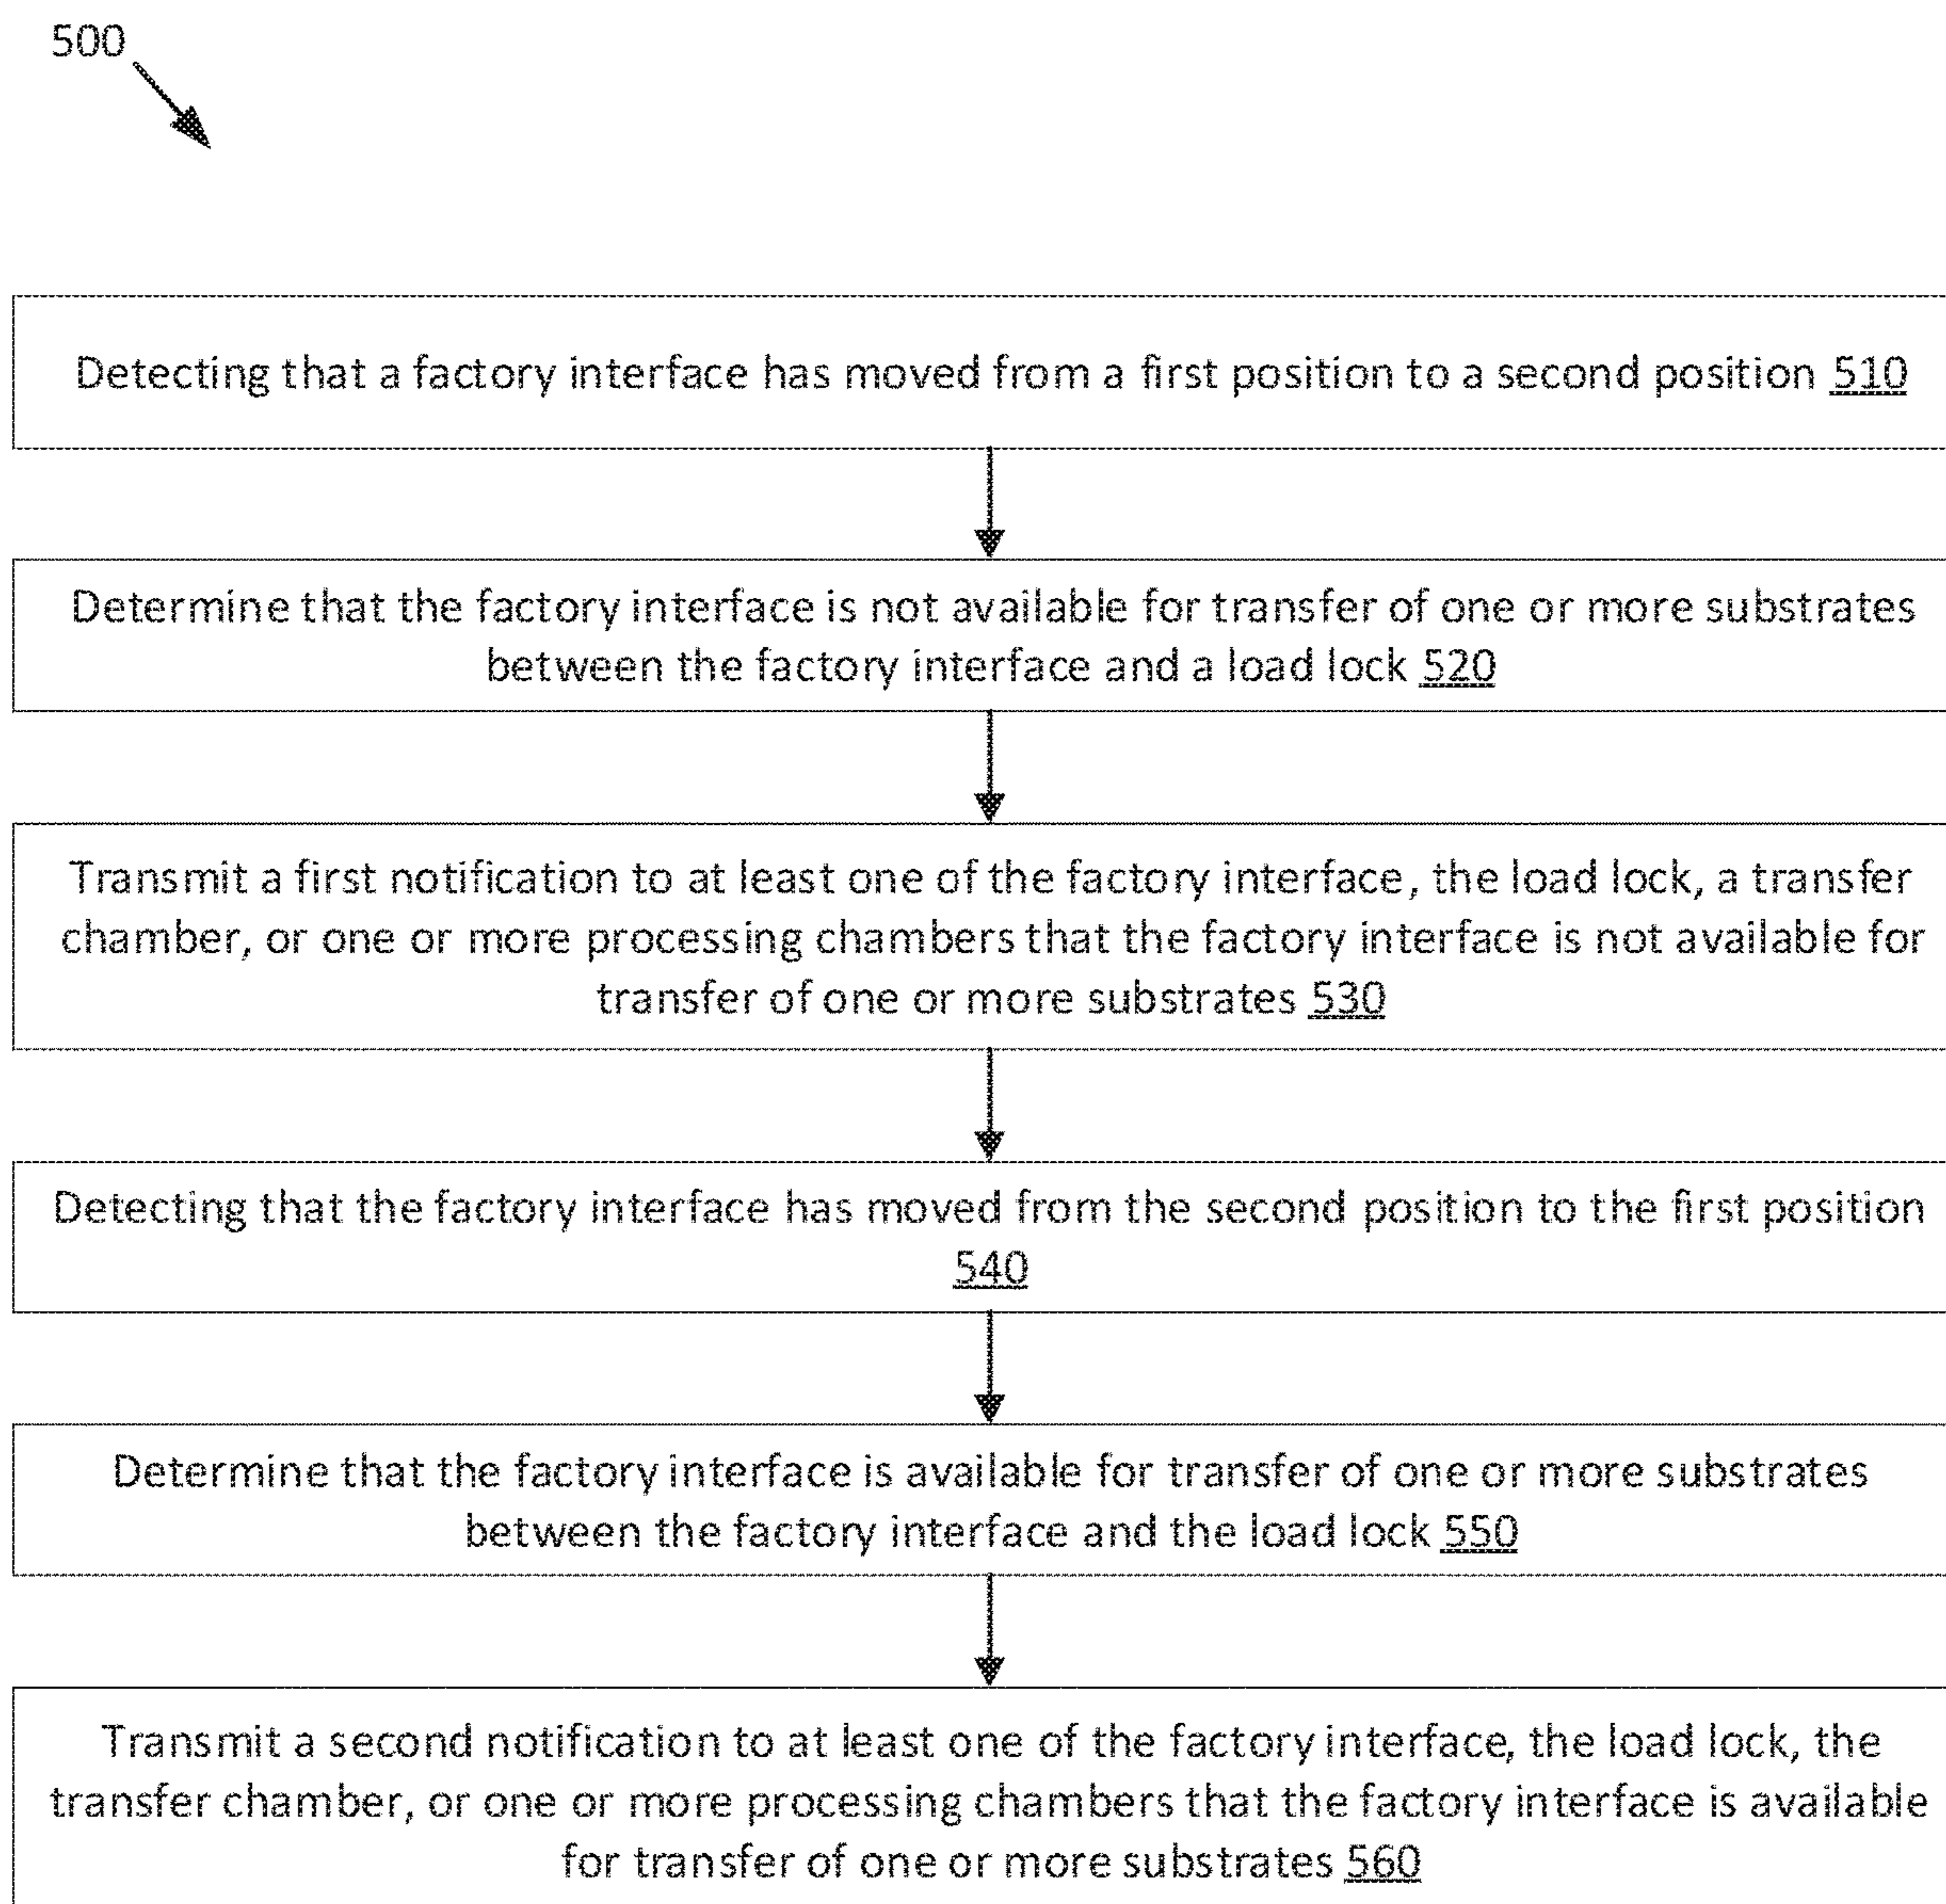 500
Detecting that a factory interface has moved from a first position to a second position 510
Determine that the factory interface is not available for transfer of one or more substrates
between the factory interface and a load lock 520
Transmit a first notification to at least one of the factory interface, the load lock, a transfer
chamber, or one or more processing chambers that the factory interface is not available for
transfer of one or more substrates 530
Detecting that the factory interface has moved from the second position to the first position
540
Determine that the factory interface is available for transfer of one or more substrates
between the factory interface and the load lock 550
Transmit a second notification to at least one of the factory interface, the load lock, the
transfer chamber, or one or more processing chambers that the factory interface is available
for transfer of one or more substrates 560